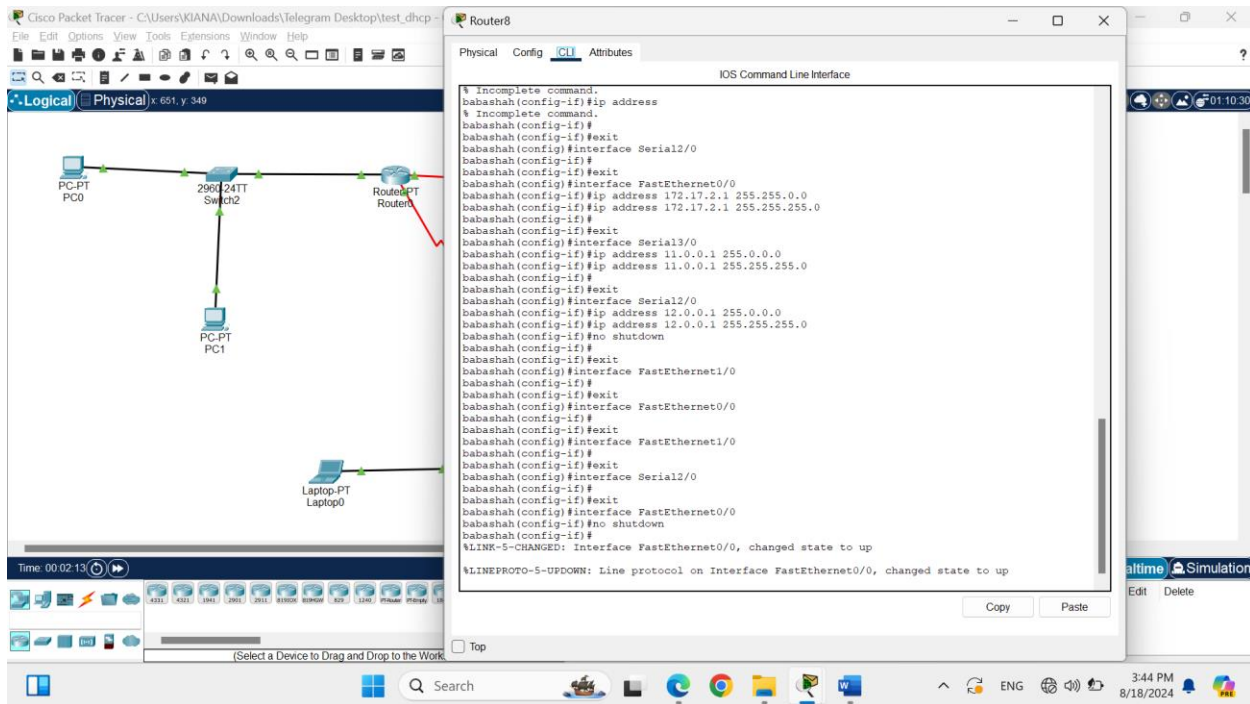 Cisco Packet Tracer - C:\Users\KIANA\Downloads\Telegram Desktop\test_dhcp -
File Edit Options View Tools Extensions Window Help
?
Logical Physical x: 651, y: 349
01:10:30
PC-PT
PC0
2960-24TT
Switch2
Router-PT
Router0
PC-PT
PC1
Laptop-PT
Laptop0
Router8
Physical Config CLI Attributes
IOS Command Line Interface
% Incomplete command.
babashah(config-if)#ip address
% Incomplete command.
babashah(config-if)#
babashah(config-if)#exit
babashah(config)#interface Serial2/0
babashah(config-if)#
babashah(config-if)#exit
babashah(config)#interface FastEthernet0/0
babashah(config-if)#ip address 172.17.2.1 255.255.0.0
babashah(config-if)#ip address 172.17.2.1 255.255.255.0
babashah(config-if)#
babashah(config-if)#exit
babashah(config)#interface Serial3/0
babashah(config-if)#ip address 11.0.0.1 255.0.0.0
babashah(config-if)#ip address 11.0.0.1 255.255.255.0
babashah(config-if)#
babashah(config-if)#exit
babashah(config)#interface Serial2/0
babashah(config-if)#ip address 12.0.0.1 255.0.0.0
babashah(config-if)#ip address 12.0.0.1 255.255.255.0
babashah(config-if)#no shutdown
babashah(config-if)#
babashah(config-if)#exit
babashah(config)#interface FastEthernet1/0
babashah(config-if)#
babashah(config-if)#exit
babashah(config)#interface FastEthernet0/0
babashah(config-if)#
babashah(config-if)#exit
babashah(config)#interface FastEthernet1/0
babashah(config-if)#
babashah(config-if)#exit
babashah(config)#interface Serial2/0
babashah(config-if)#
babashah(config-if)#exit
babashah(config)#interface FastEthernet0/0
babashah(config-if)#no shutdown
babashah(config-if)#
%LINK-5-CHANGED: Interface FastEthernet0/0, changed state to up
%LINEPROTO-5-UPDOWN: Line protocol on Interface FastEthernet0/0, changed state to up
Copy Paste
Top
Time: 00:02:13
altime Simulation
Edit Delete
4331 4321 1941 2901 2911 819HGW 829 1240
(Select a Device to Drag and Drop to the Work
Search
ENG
3:44 PM
8/18/2024
PRE